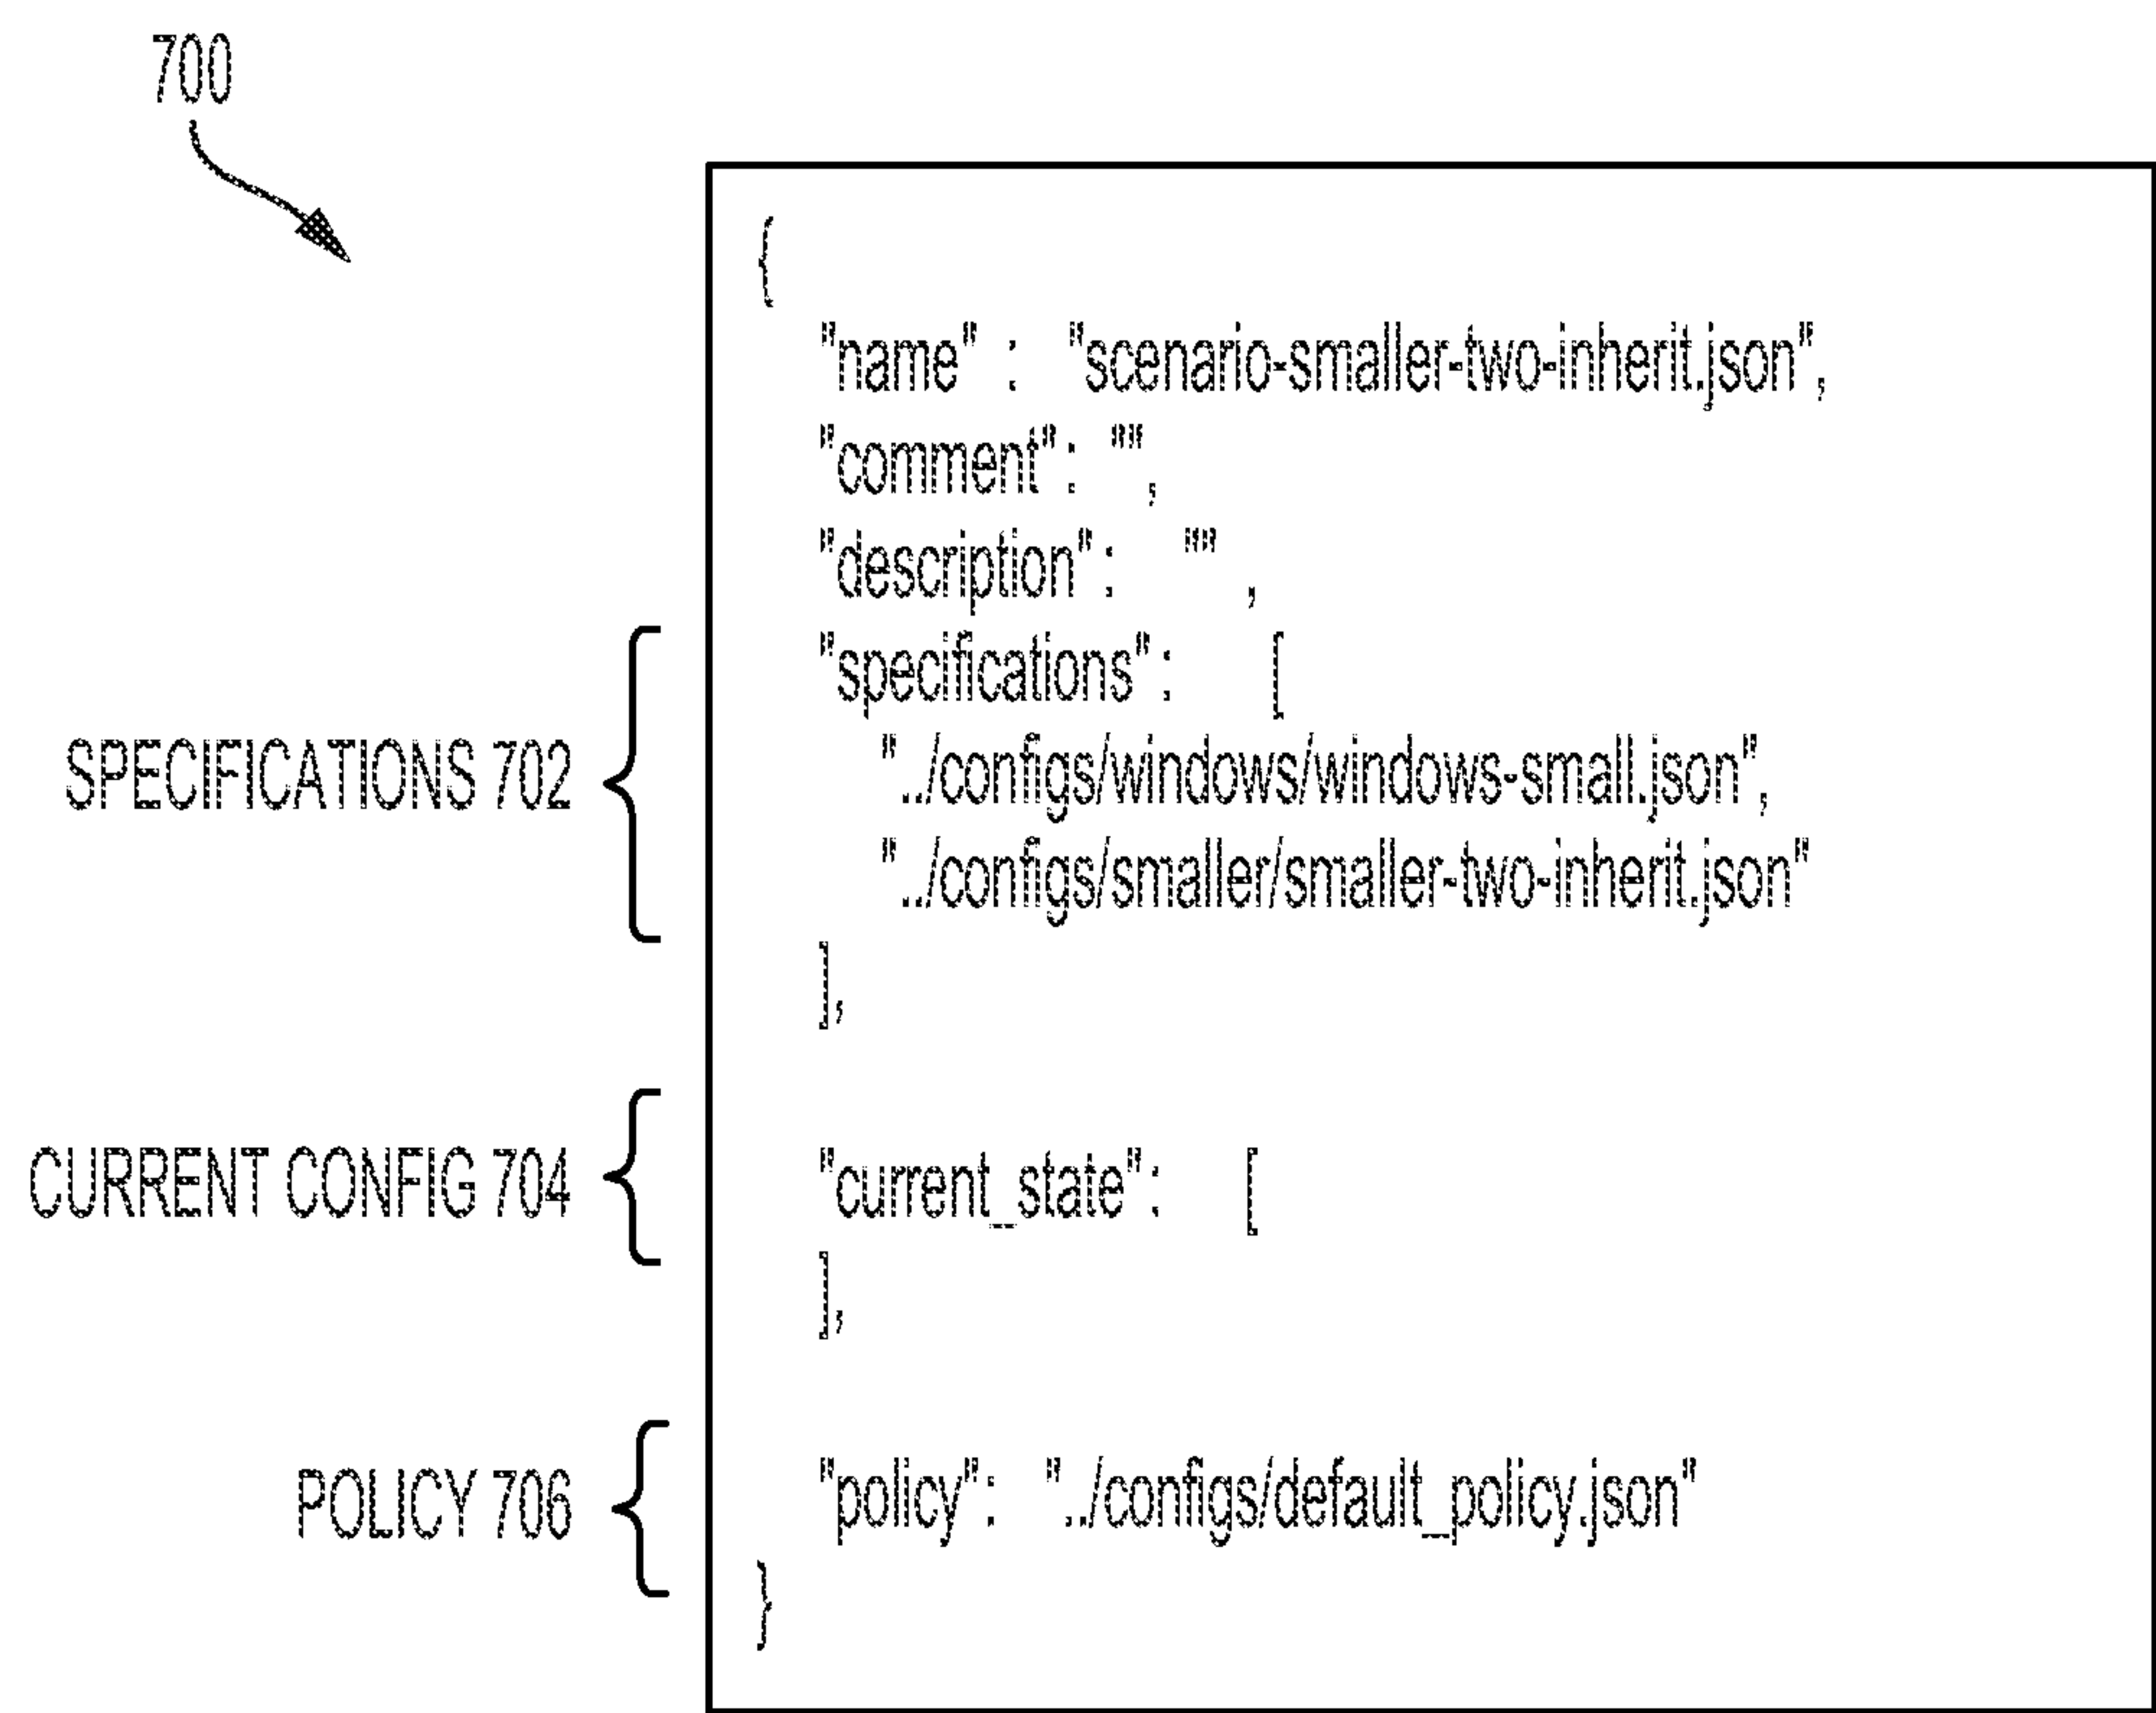 700
{
"name" : "scenario-smaller-two-inherit.json",
"comment": "",
"description": "" ,
"specifications": [
SPECIFICATIONS 702
"../configs/windows/windows-small.json",
"../configs/smaller/smaller-two-inherit.json"
],
CURRENT CONFIG 704
"current_state": [
],
POLICY 706
"policy": "../configs/default_policy.json"
}